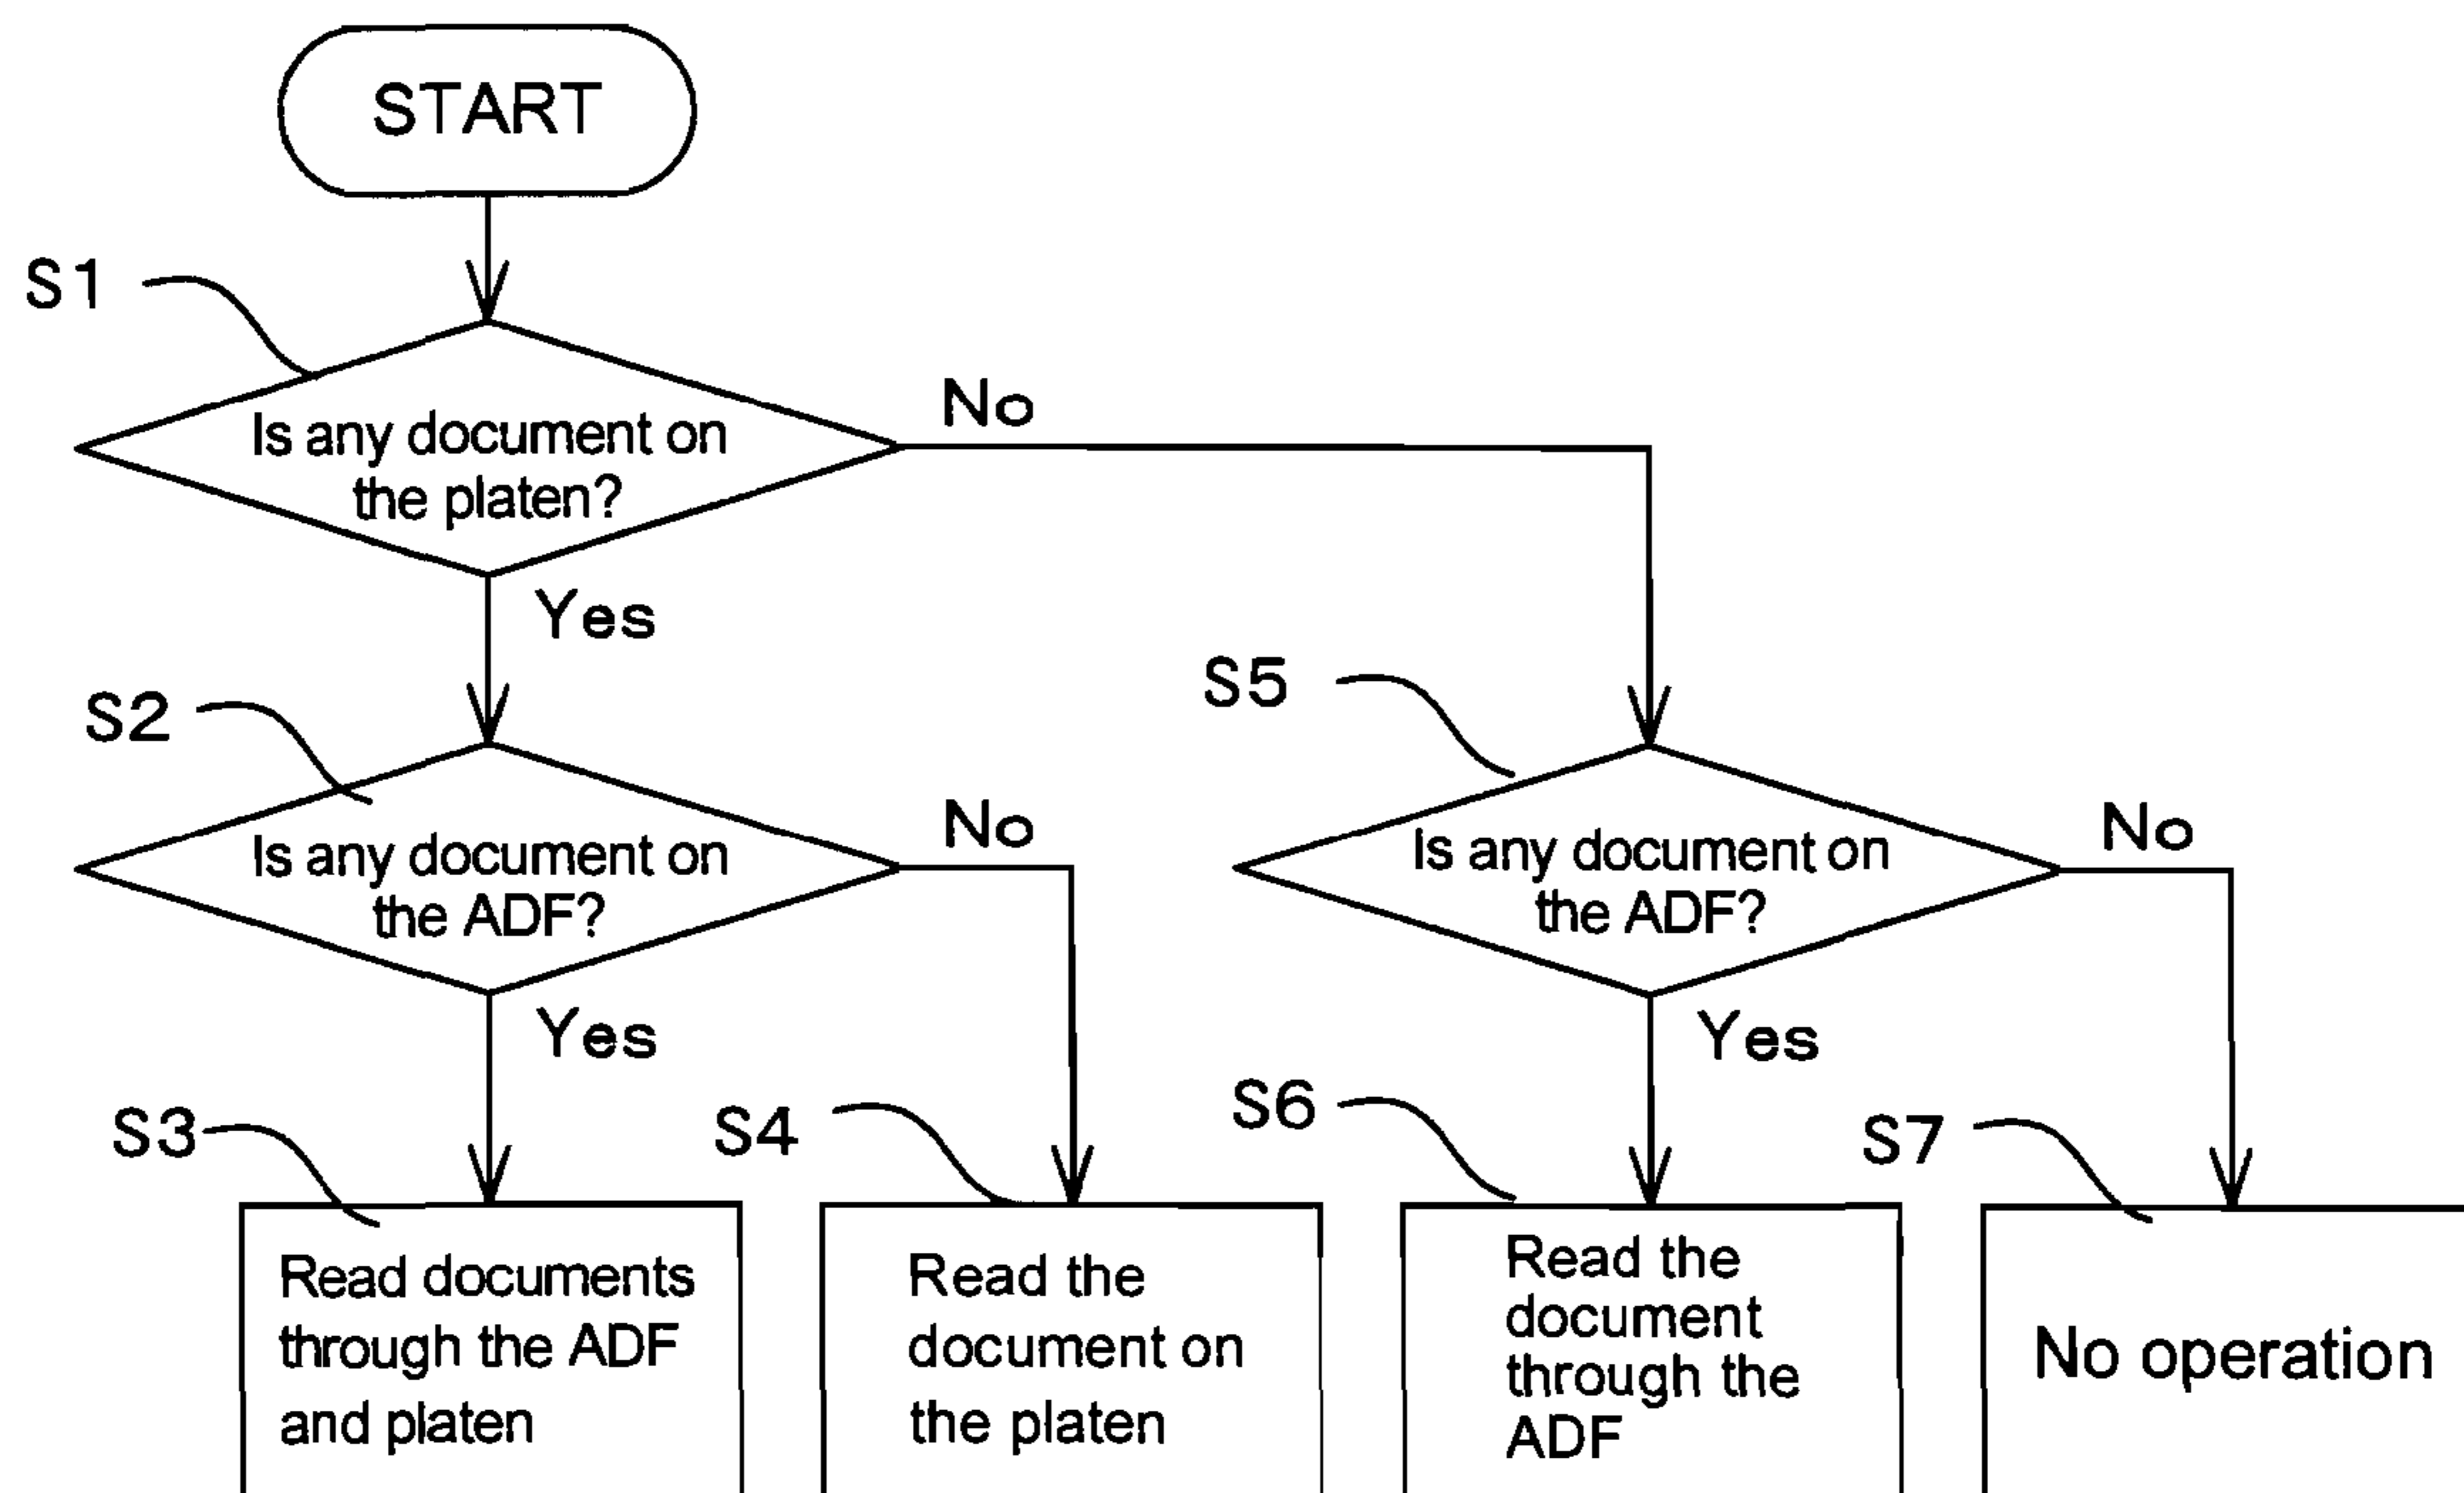 START
S1
Is any document on
the platen?
No
Yes
S2
Is any document on
the ADF?
No
Yes
S5
Is any document on
the ADF?
No
Yes
S3
Read documents
through the ADF
and platen
S4
Read the
document on
the platen
S6
Read the
document
through the
ADF
S7
No operation